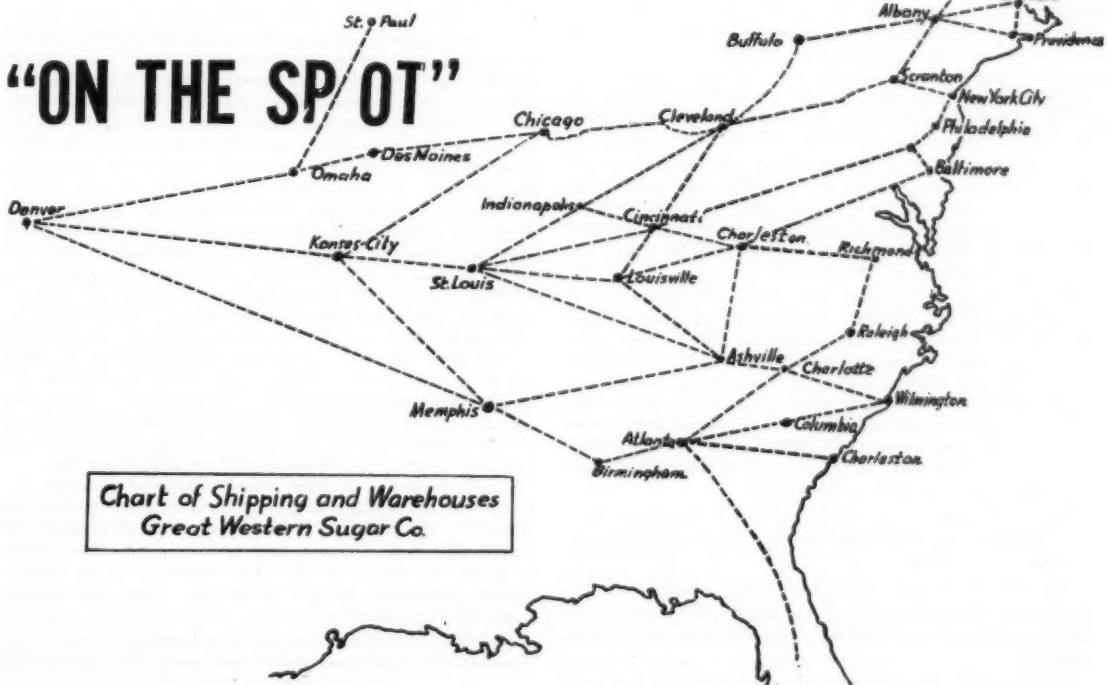 St. Paul
Albany
Buffalo
Providence
"ON THE SPOT"
Scranton
New York City
Chicago
Cleveland
Philadelphia
Des Moines
Omaha
Baltimore
Denver
Indianapolis
Cincinnati
Kansas City
Charleston
Richmond
St. Louis
Louisville
Raleigh
Ashville
Charlotte
Memphis
Wilmington
Columbia
Atlanta
Birmingham
Charleston
Chart of Shipping and Warehouses
Great Western Sugar Co.